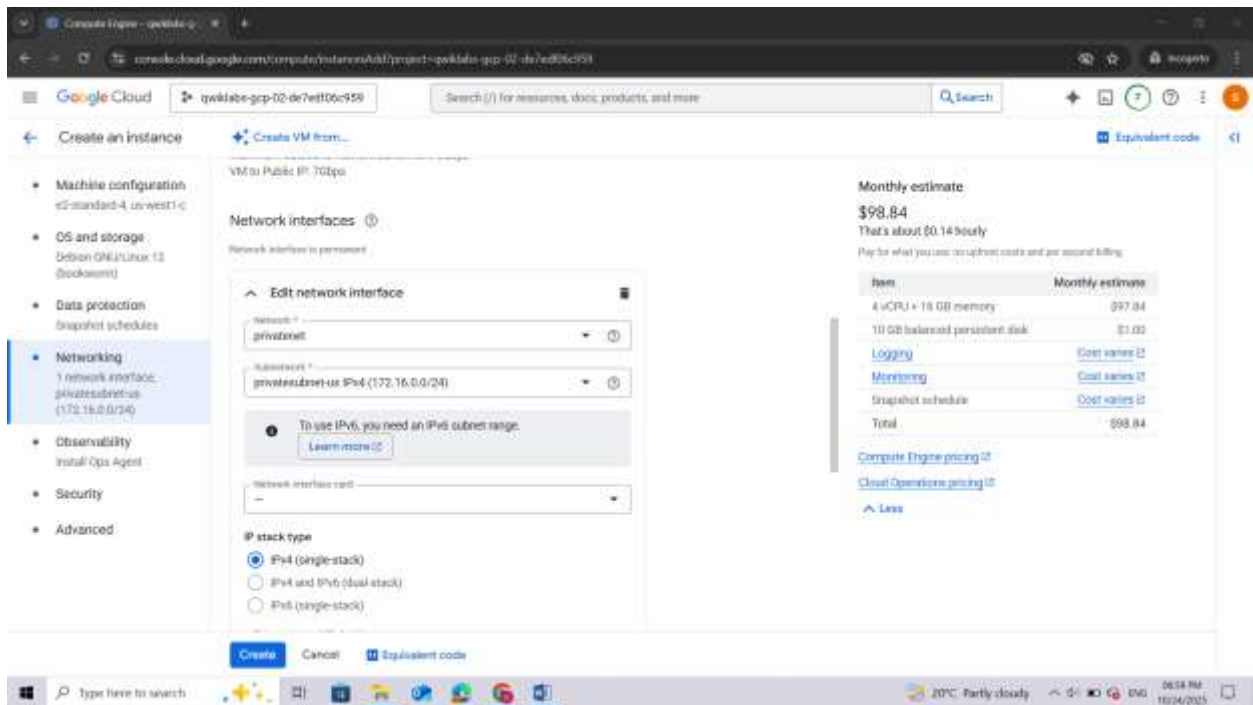 Compute Engine – qwiklabs-g
console.cloud.google.com/compute/instancesAdd?project=qwiklabs-gcp-02-de7edf06c959
Incognito
Google Cloud
qwiklabs-gcp-02-de7edf06c959
Search (/) for resources, docs, products, and more
Search
7
S
Create an instance
Create VM from...
Equivalent code
Machine configuration
e2-standard-4, us-west1-c
OS and storage
Debian GNU/Linux 12
(bookworm)
Data protection
Snapshot schedules
Networking
1 network interface,
privatesubnet-us
(172.16.0.0/24)
Observability
Install Ops Agent
Security
Advanced
VM to Public IP: 7Gbps
Network interfaces
Network interface is permanent
Edit network interface
Network *
privatenet
Subnetwork *
privatesubnet-us IPv4 (172.16.0.0/24)
To use IPv6, you need an IPv6 subnet range.
Learn more
Network interface card
—
IP stack type
IPv4 (single-stack)
IPv4 and IPv6 (dual-stack)
IPv6 (single-stack)
Monthly estimate
$98.84
That's about $0.14 hourly
Pay for what you use: no upfront costs and per second billing
Item Monthly estimate
4 vCPU + 16 GB memory $97.84
10 GB balanced persistent disk $1.00
Logging Cost varies
Monitoring Cost varies
Snapshot schedule Cost varies
Total $98.84
Compute Engine pricing
Cloud Operations pricing
Less
Create
Cancel
Equivalent code
Type here to search
20°C Partly cloudy
ENG
06:58 PM
10/24/2025